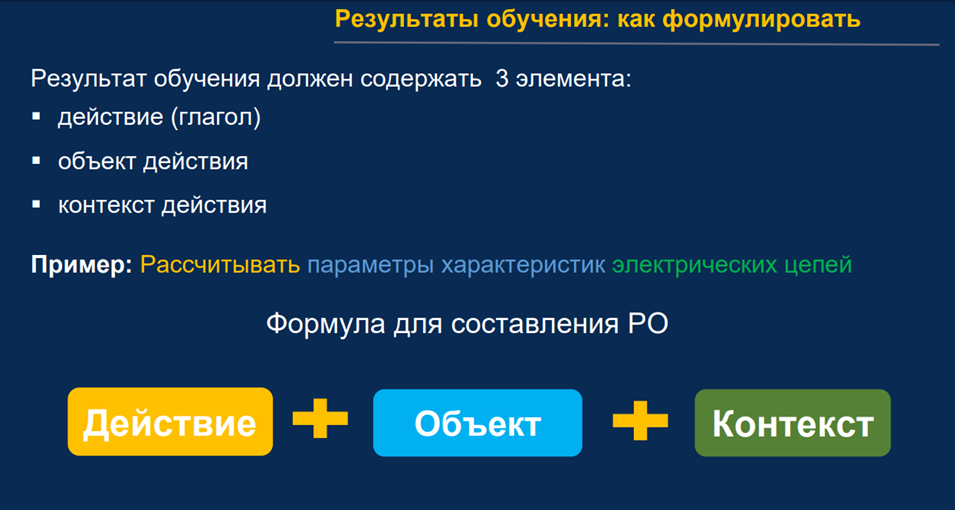 Результаты обучения: как формулировать
Результат обучения должен содержать 3 элемента:
▪ действие (глагол)
▪ объект действия
▪ контекст действия
Пример: Рассчитывать параметры характеристик электрических цепей
Формула для составления РО
Действие + Объект + Контекст